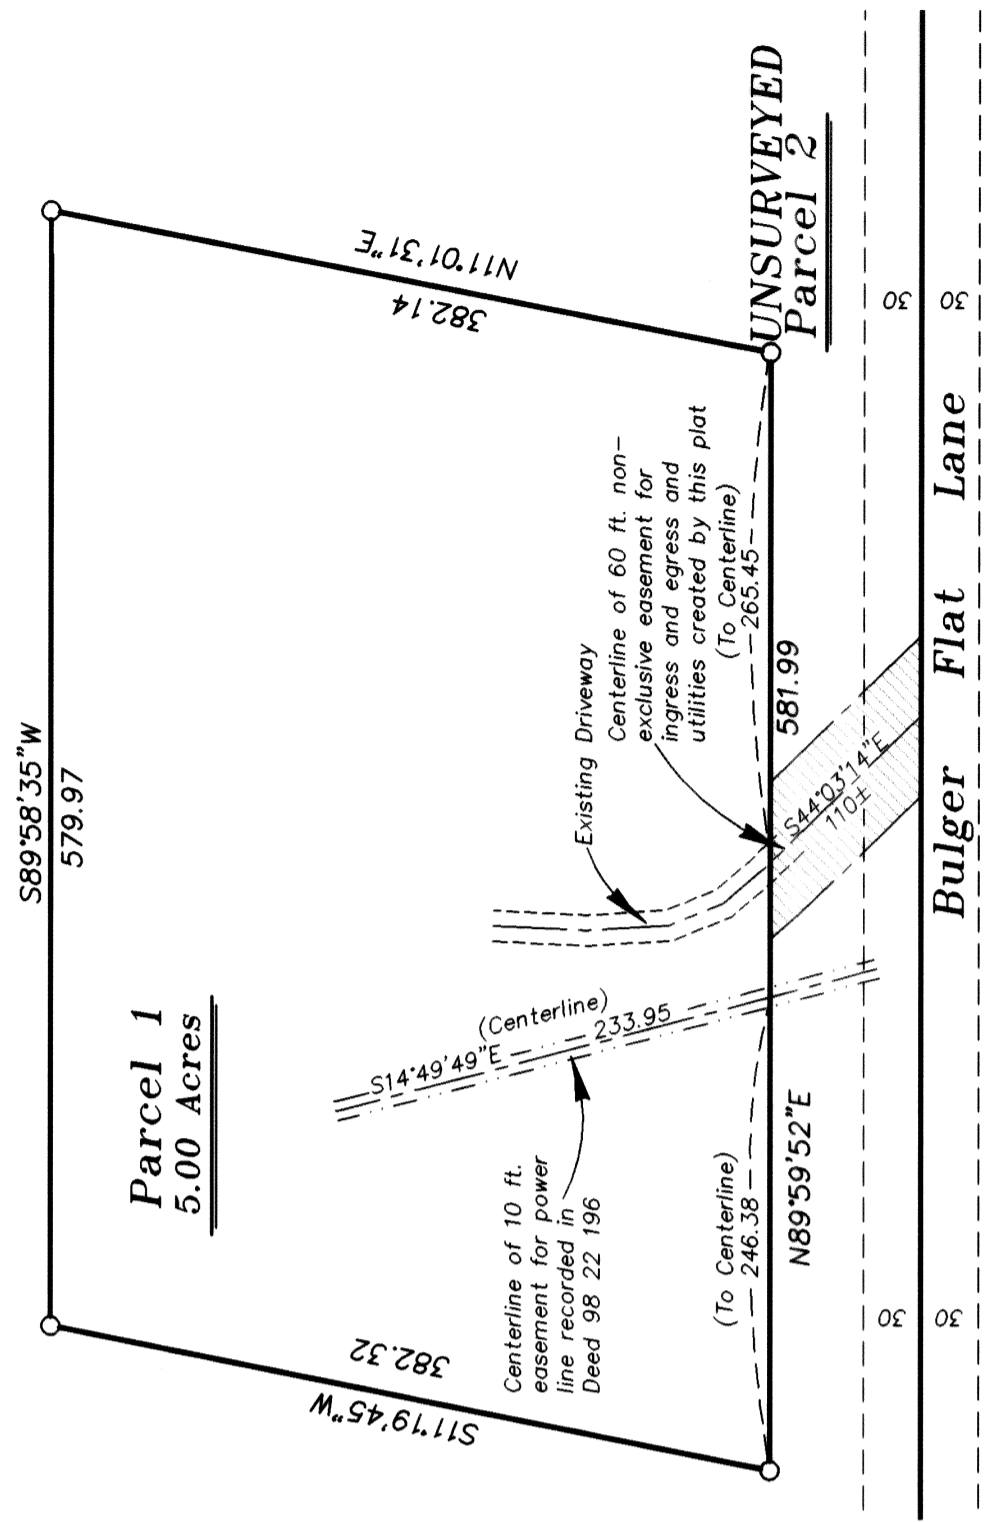 S89°58'35"W
579.97
N11°01'31"E
382.14
Parcel 1
5.00 Acres
382.32
S11°19'45"W
UNSURVEYED
Parcel 2
Existing Driveway
Centerline of 60 ft. non-
exclusive easement for
ingress and egress and
utilities created by this plat
(To Centerline)
265.45
581.99
S44°03'14"E
110±
(Centerline)
S14°49'49"E
233.95
Centerline of 10 ft.
easement for power
line recorded in
Deed 98 22 196
(To Centerline)
246.38
N89°59'52"E
30
30
30
30
Bulger Flat Lane